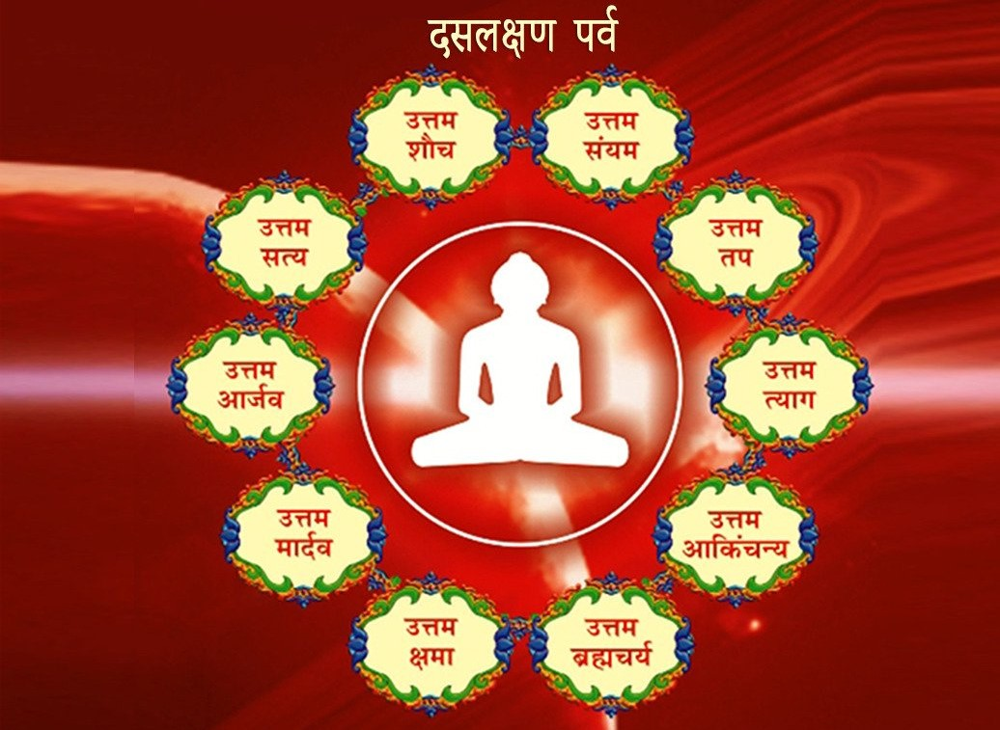 दसलक्षण पर्व
उत्तम
शौच
उत्तम
संयम
उत्तम
सत्य
उत्तम
तप
उत्तम
आर्जव
उत्तम
त्याग
उत्तम
मार्दव
उत्तम
आकिंचन्य
उत्तम
क्षमा
उत्तम
ब्रह्मचर्य